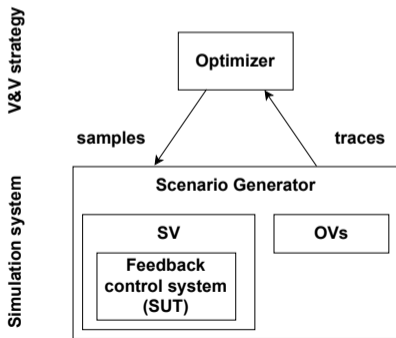 V&V strategy
Optimizer
samples
traces
Simulation system
Scenario Generator
SV
OVs
Feedback
control system
(SUT)